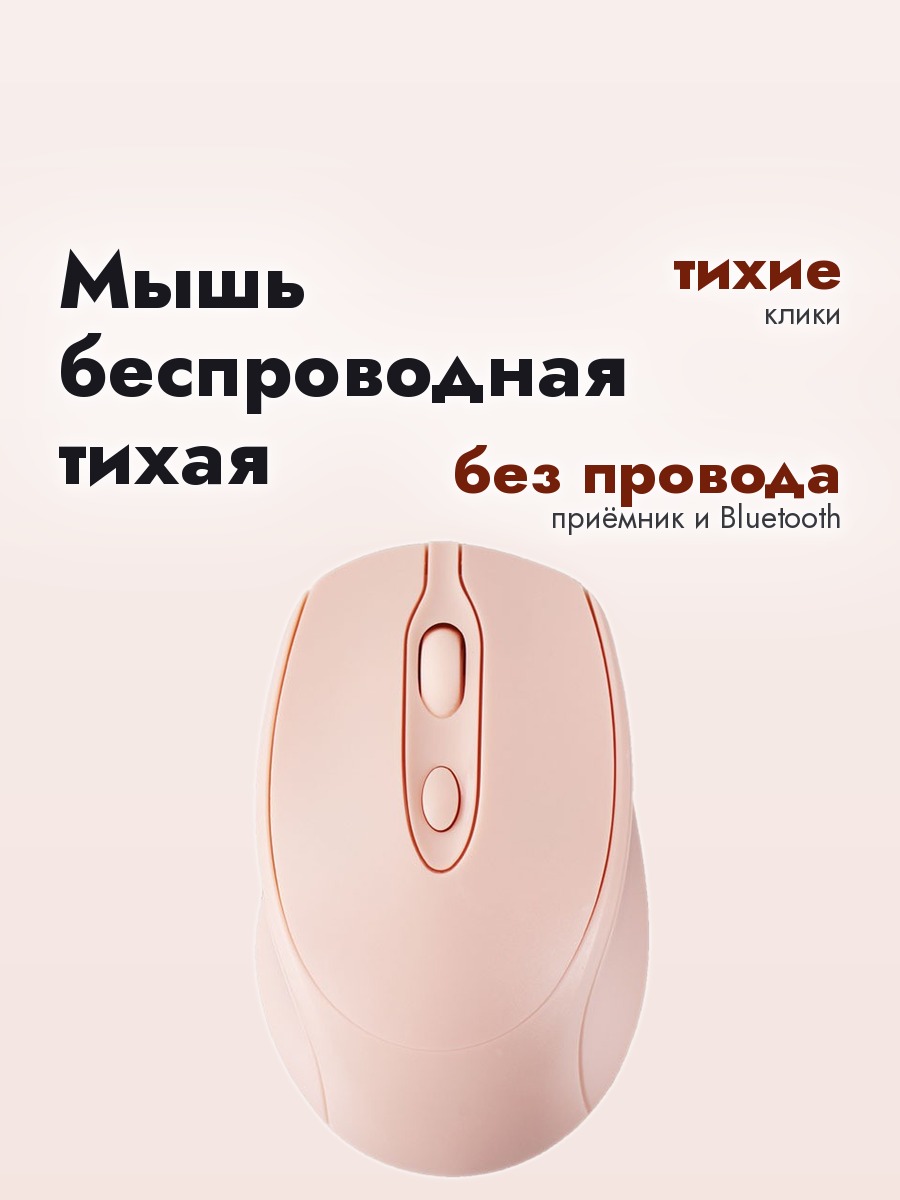 Мышь
беспроводная
тихая
тихие
клики
без провода
приёмник и Bluetooth